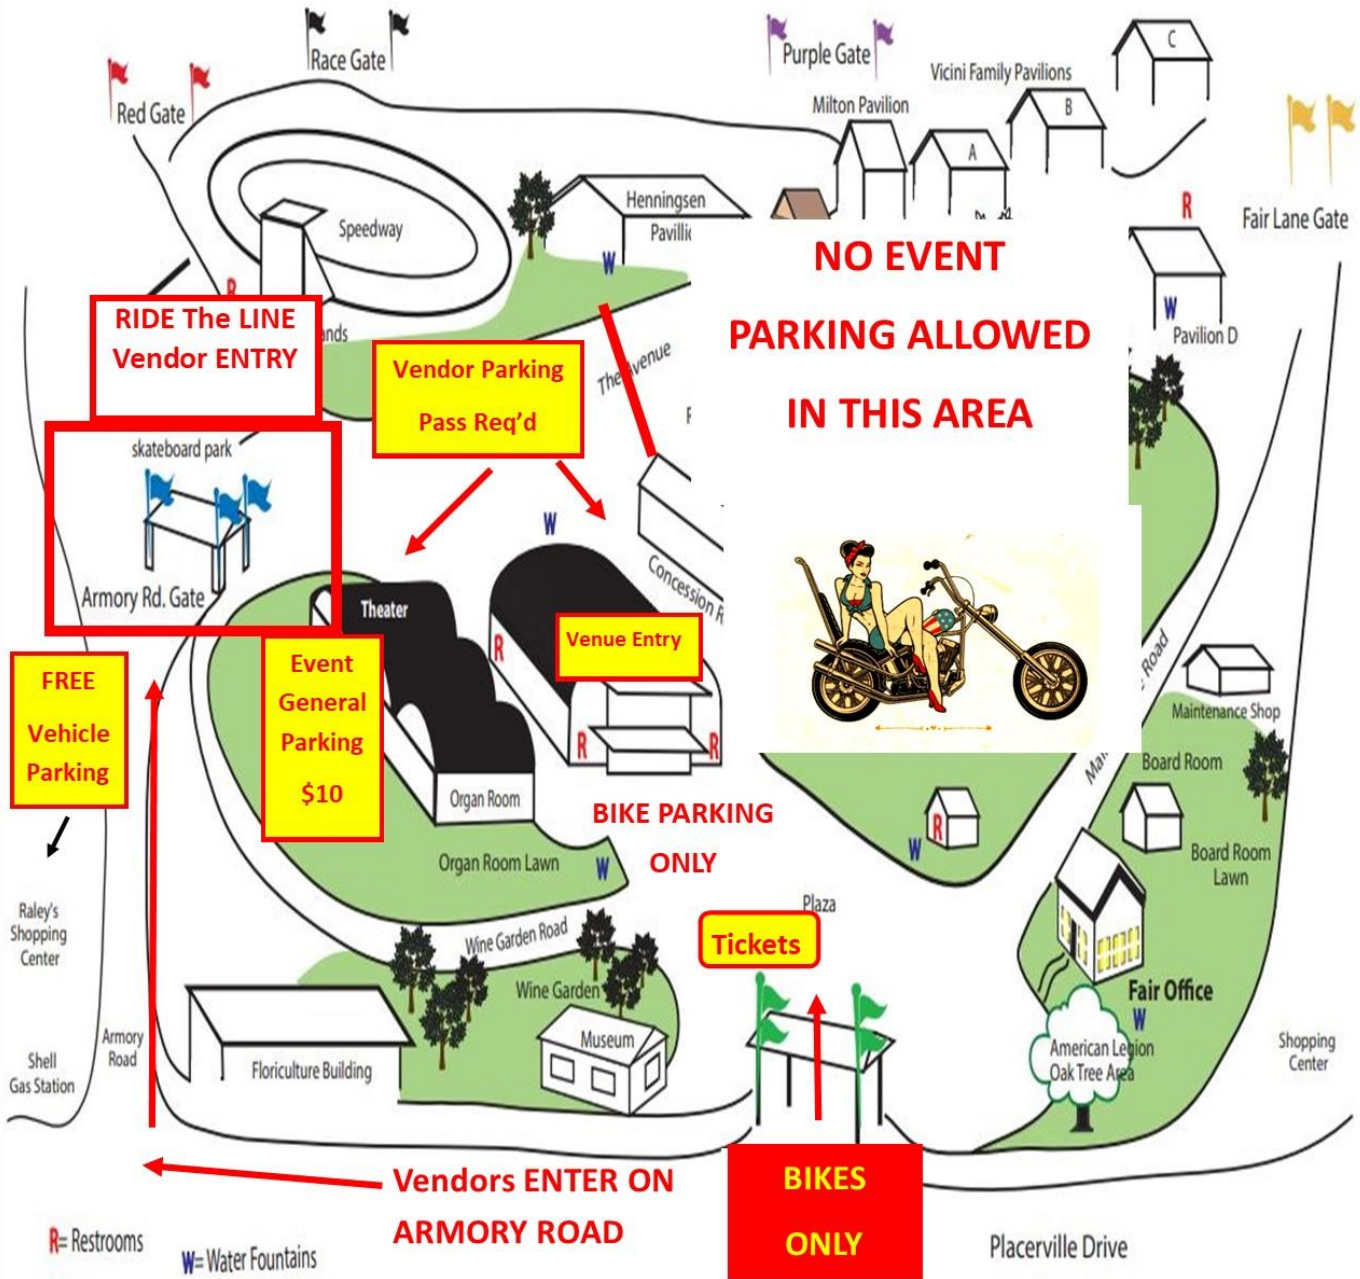 Race Gate
Red Gate
Purple Gate
Vicini Family Pavilions
Milton Pavilion
C
B
A
R
Fair Lane Gate
Henningsen
Pavilli
Speedway
W
R
NO EVENT
PARKING ALLOWED
IN THIS AREA
W
Pavilion D
RIDE The LINE
Vendor ENTRY
ands
Vendor Parking
Pass Req'd
The Avenue
skateboard park
W
Armory Rd. Gate
Concession R
Theater
Venue Entry
R
R
R
FREE
Vehicle
Parking
Event
General
Parking
$10
Organ Room
BIKE PARKING
ONLY
Organ Room Lawn
W
Road
Maintenance Shop
Board Room
R
W
Board Room
Lawn
Raley's
Shopping
Center
Plaza
Tickets
Wine Garden Road
Wine Garden
Museum
Fair Office
W
American Legion
Oak Tree Area
Shopping
Center
Armory
Road
Shell
Gas Station
Floriculture Building
Vendors ENTER ON
ARMORY ROAD
BIKES
ONLY
R= Restrooms
W= Water Fountains
Placerville Drive